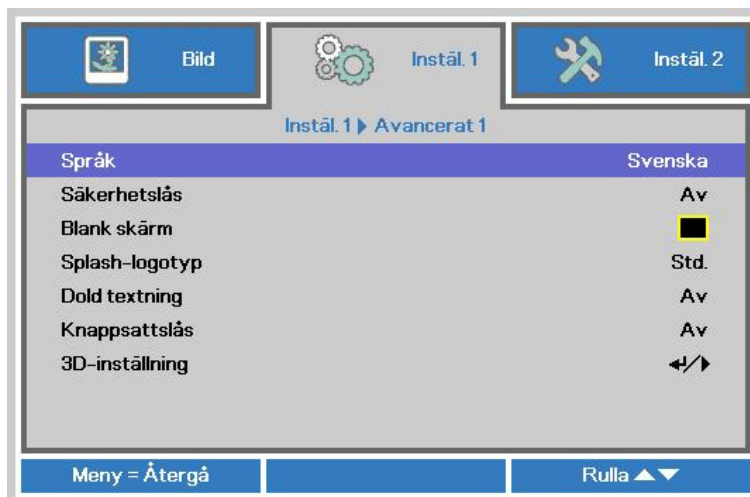 Bild
Instäl. 1
Instäl. 2
Instäl. 1 ▶ Avancerat 1
Språk Svenska
Säkerhetslås Av
Blank skärm
Splash-logotyp Std.
Dold textning Av
Knappsattslås Av
3D-inställning ↵/▶
Meny = Återgå
Rulla ▲▼